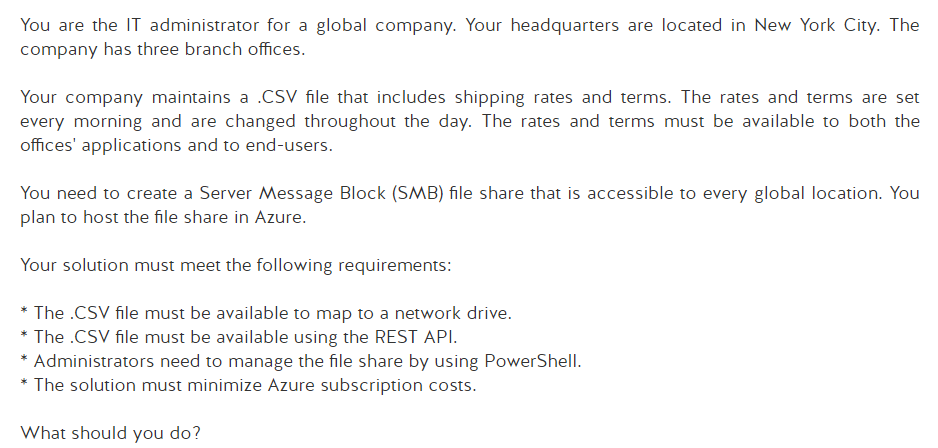 You are the IT administrator for a global company. Your headquarters are located in New York City. The
company has three branch offices.
Your company maintains a .CSV file that includes shipping rates and terms. The rates and terms are set
every morning and are changed throughout the day. The rates and terms must be available to both the
offices' applications and to end-users.
You need to create a Server Message Block (SMB) file share that is accessible to every global location. You
plan to host the file share in Azure.
Your solution must meet the following requirements:
* The .CSV file must be available to map to a network drive.
* The .CSV file must be available using the REST API.
* Administrators need to manage the file share by using PowerShell.
* The solution must minimize Azure subscription costs.
What should you do?